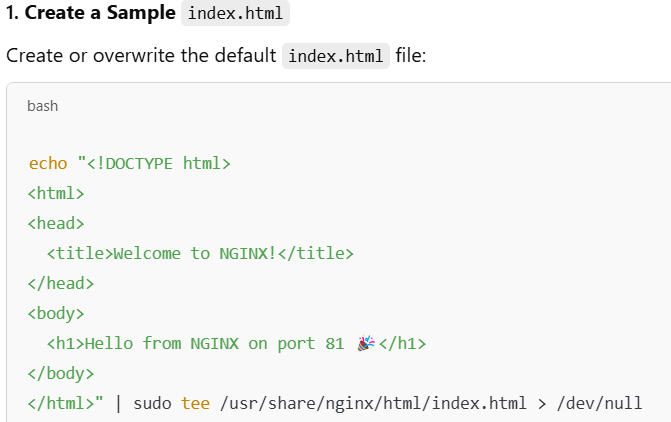 1. Create a Sample index.html
Create or overwrite the default index.html file:
bash
echo "<!DOCTYPE html>
<html>
<head>
  <title>Welcome to NGINX!</title>
</head>
<body>
  <h1>Hello from NGINX on port 81 🎉</h1>
</body>
</html>" | sudo tee /usr/share/nginx/html/index.html > /dev/null